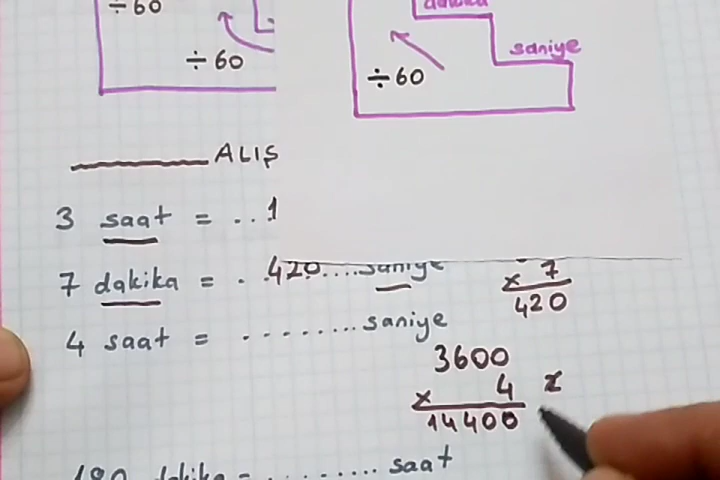 ÷60
÷60
saniye
÷60
ALIŞ
3 saat = ..1
7 dakika = .420....saniye
x 7
420
4 saat = ........saniye
3600
x 4
14400
180 dakika = ......... saat